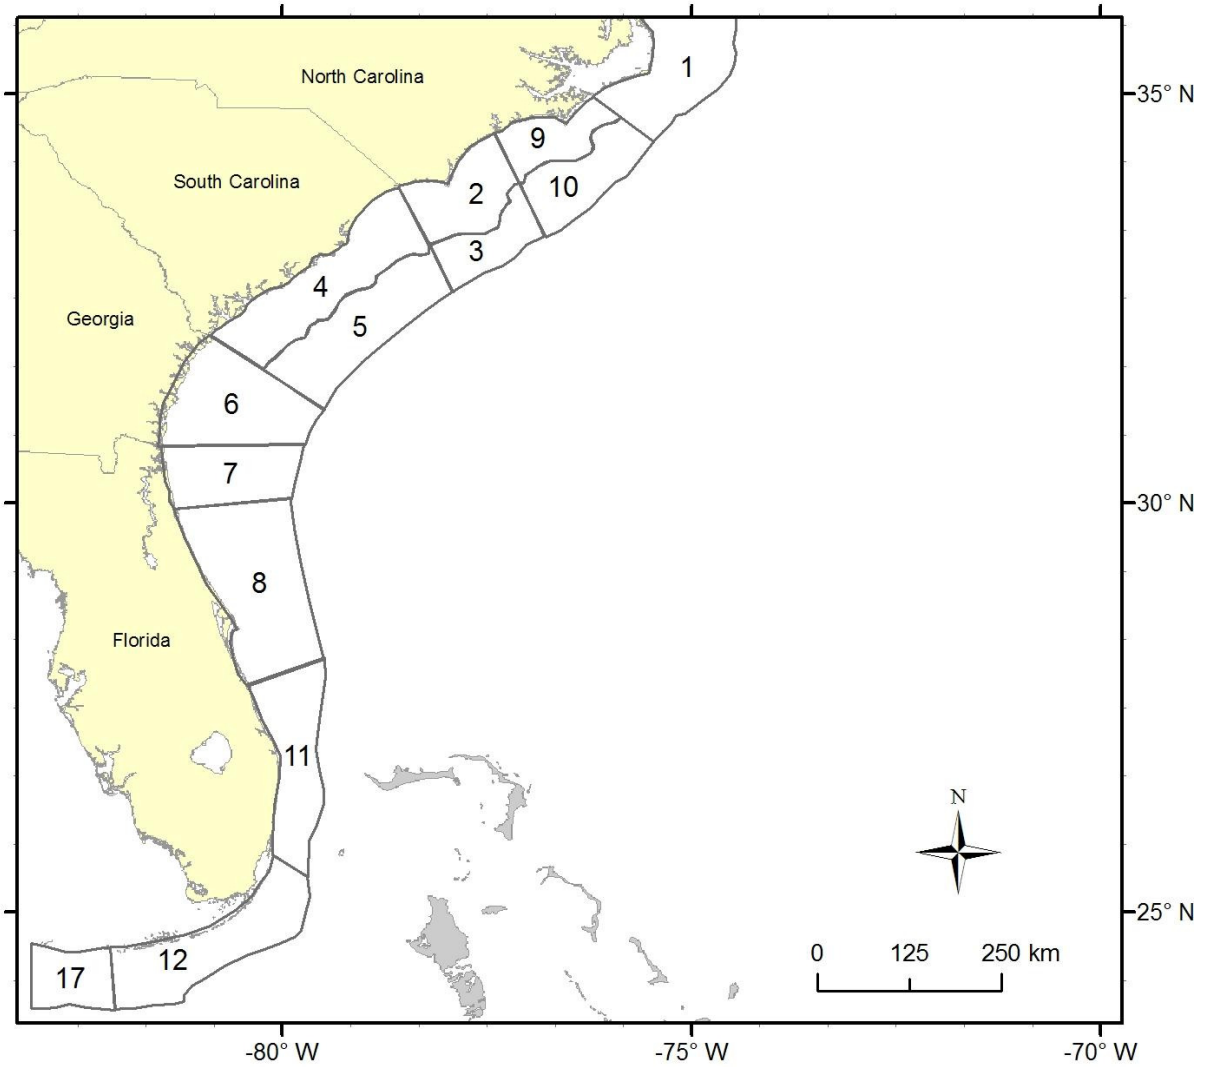 1
35° N
North Carolina
9
South Carolina
10
2
3
4
Georgia
5
6
7
30° N
8
Florida
11
N
25° N
0 125 250 km
12
17
-80° W -75° W -70° W